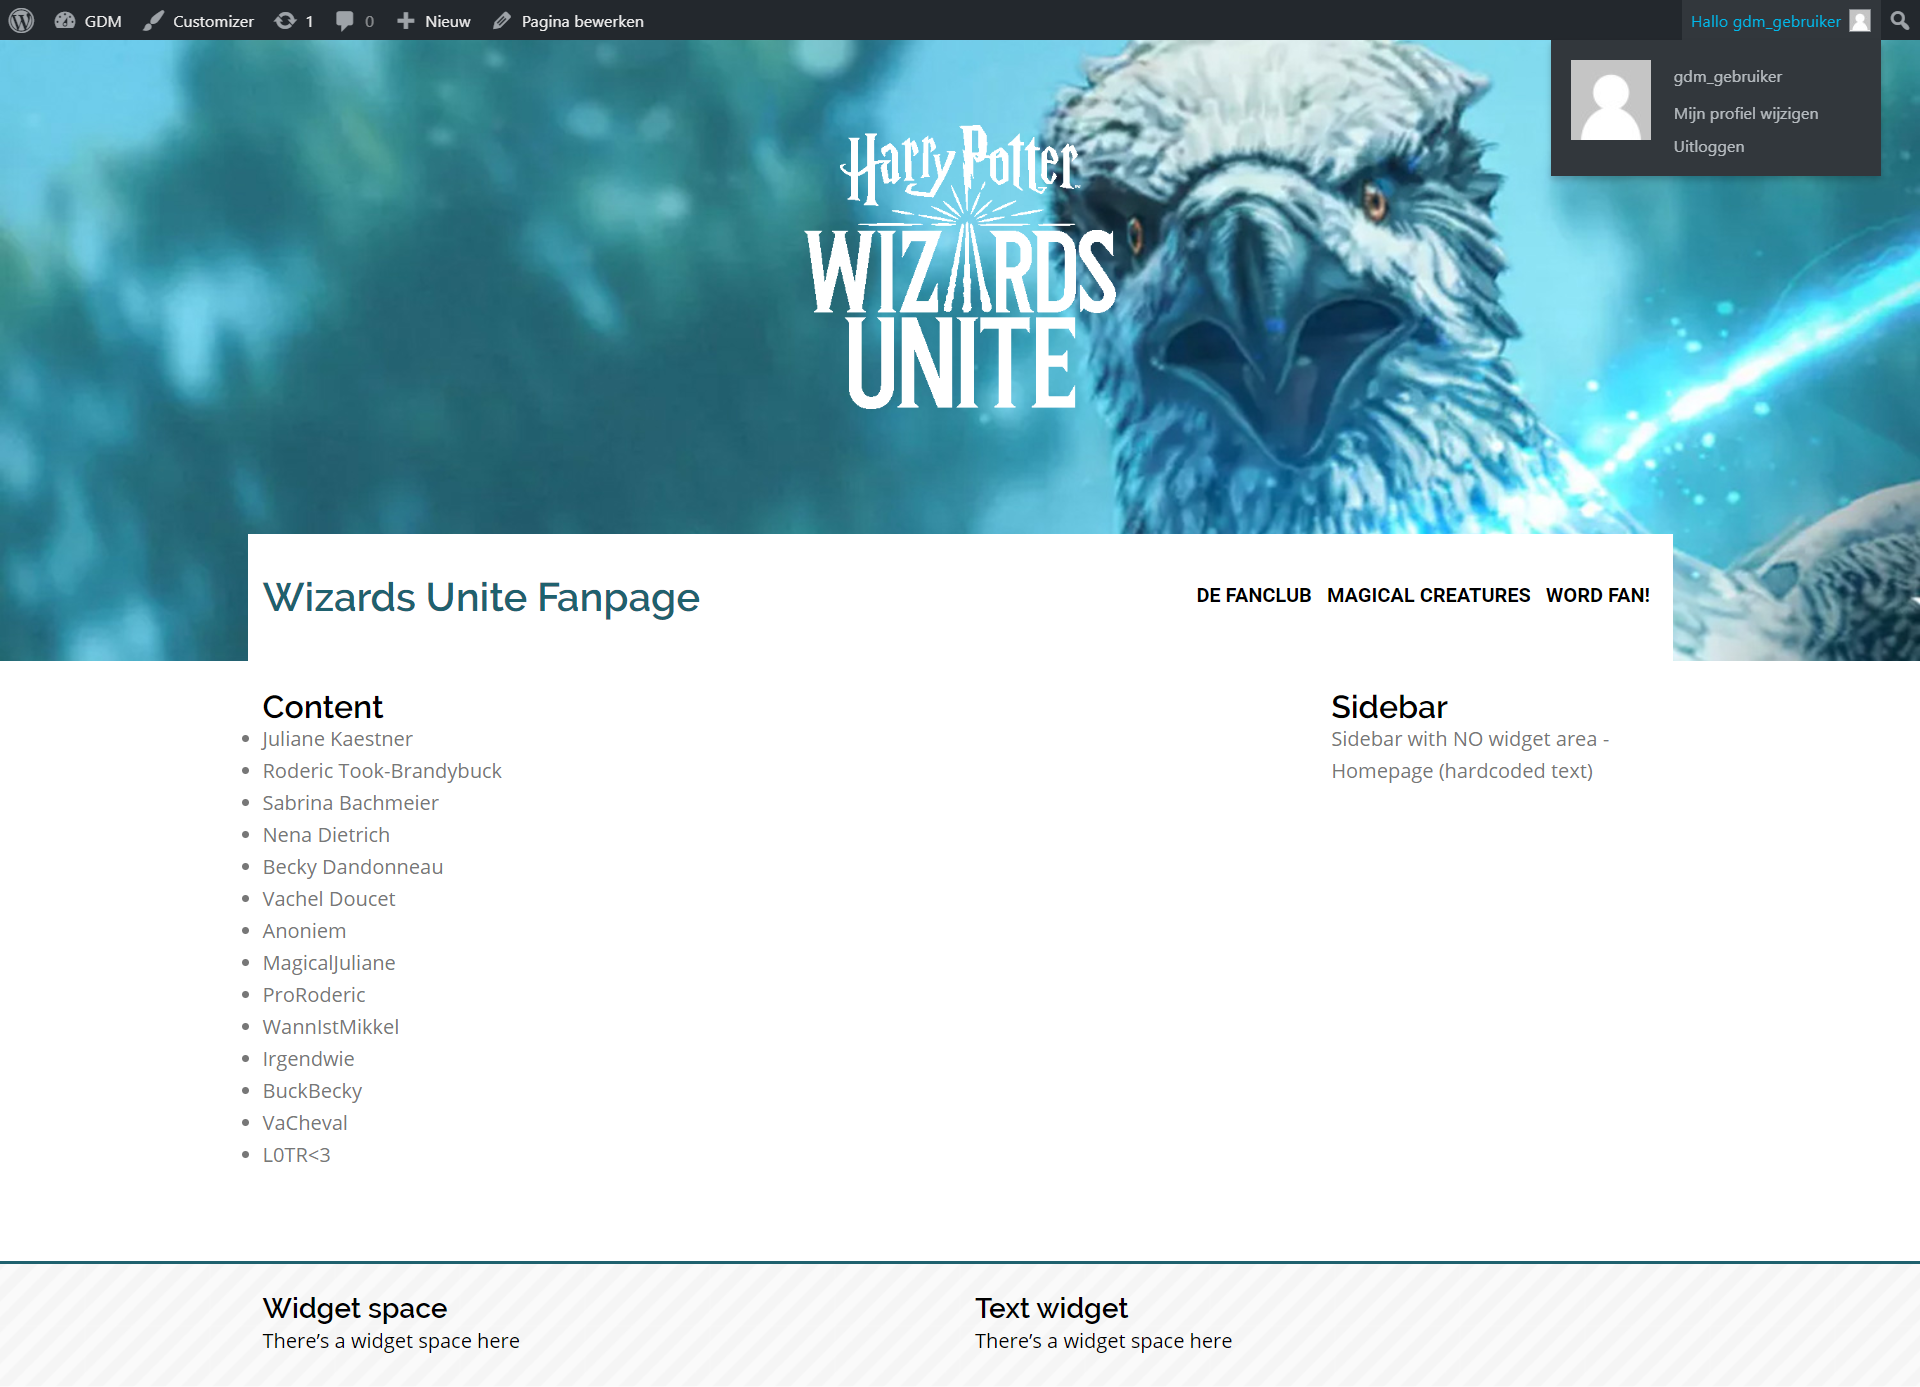 GDM Customizer 1 0 Nieuw Pagina bewerken Hallo gdm_gebruiker
gdm_gebruiker
Mijn profiel wijzigen
Uitloggen
Harry Potter
WIZARDS
UNITE
Wizards Unite Fanpage
DE FANCLUB MAGICAL CREATURES WORD FAN!
Content
Juliane Kaestner
Roderic Took-Brandybuck
Sabrina Bachmeier
Nena Dietrich
Becky Dandonneau
Vachel Doucet
Anoniem
MagicalJuliane
ProRoderic
WannIstMikkel
Irgendwie
BuckBecky
VaCheval
L0TR<3
Sidebar
Sidebar with NO widget area -
Homepage (hardcoded text)
Widget space
There’s a widget space here
Text widget
There’s a widget space here